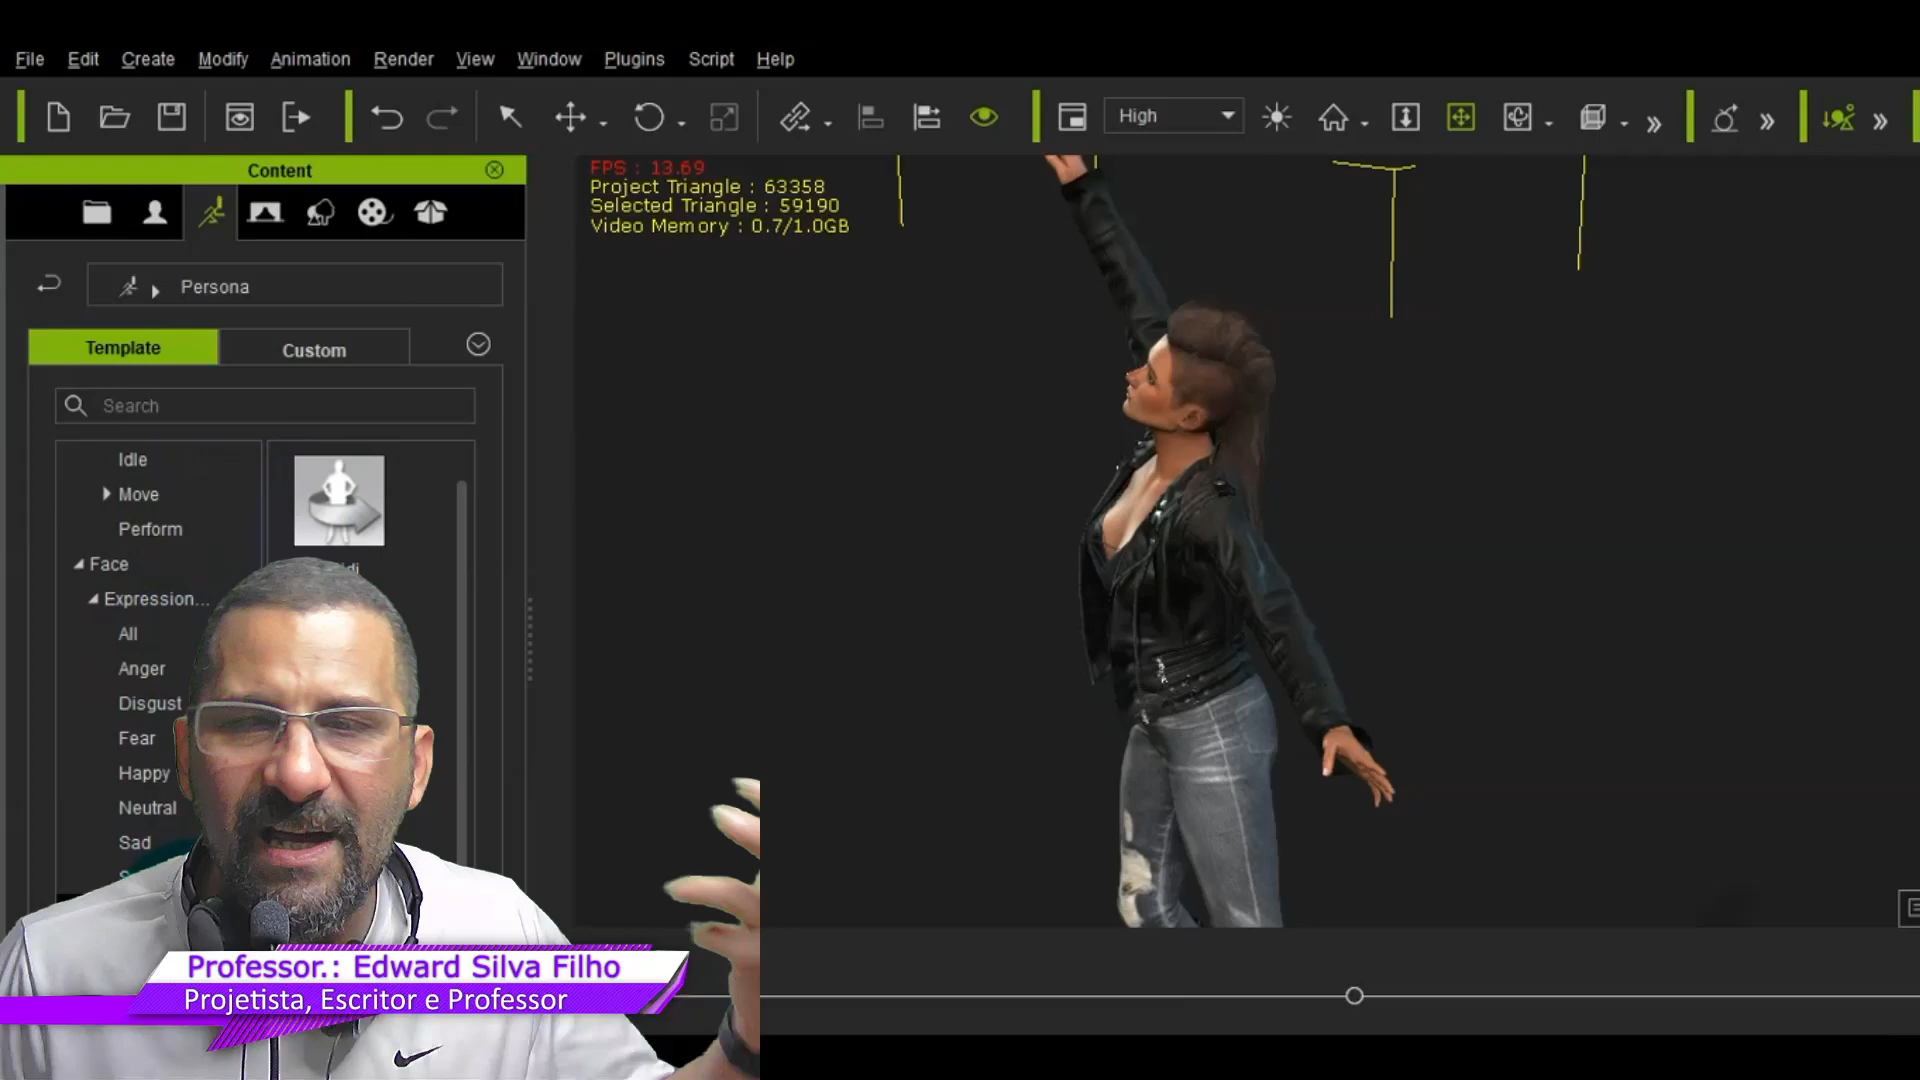 File Edit Create Modify Animation Render View Window Plugins Script Help
High
Content
FPS : 13.69
Project Triangle : 63358
Selected Triangle : 59190
Video Memory : 0.7/1.0GB
Persona
Template Custom
Search
Idle
Move
Perform
Face
Expression...
All
Anger
Disgust
Fear
Happy
Neutral
Sad
Professor.: Edward Silva Filho
Projetista, Escritor e Professor